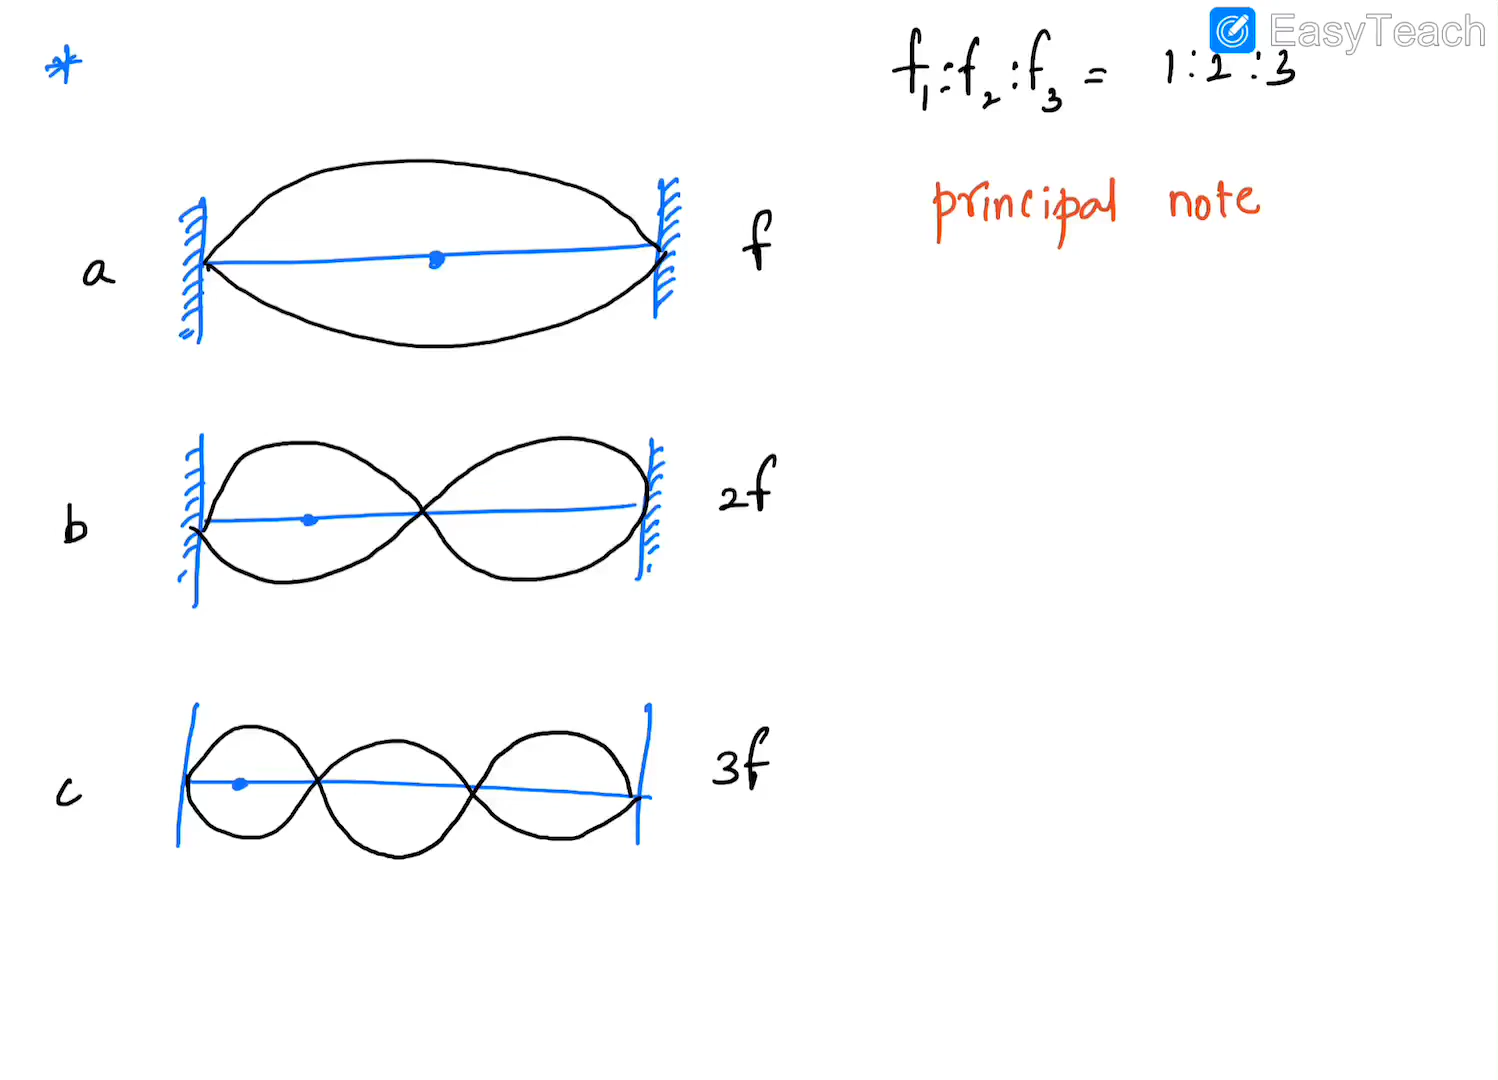 *
EasyTeach
f₁:f₂:f₃ = 1:2:3
principal note
a
f
b
2f
c
3f